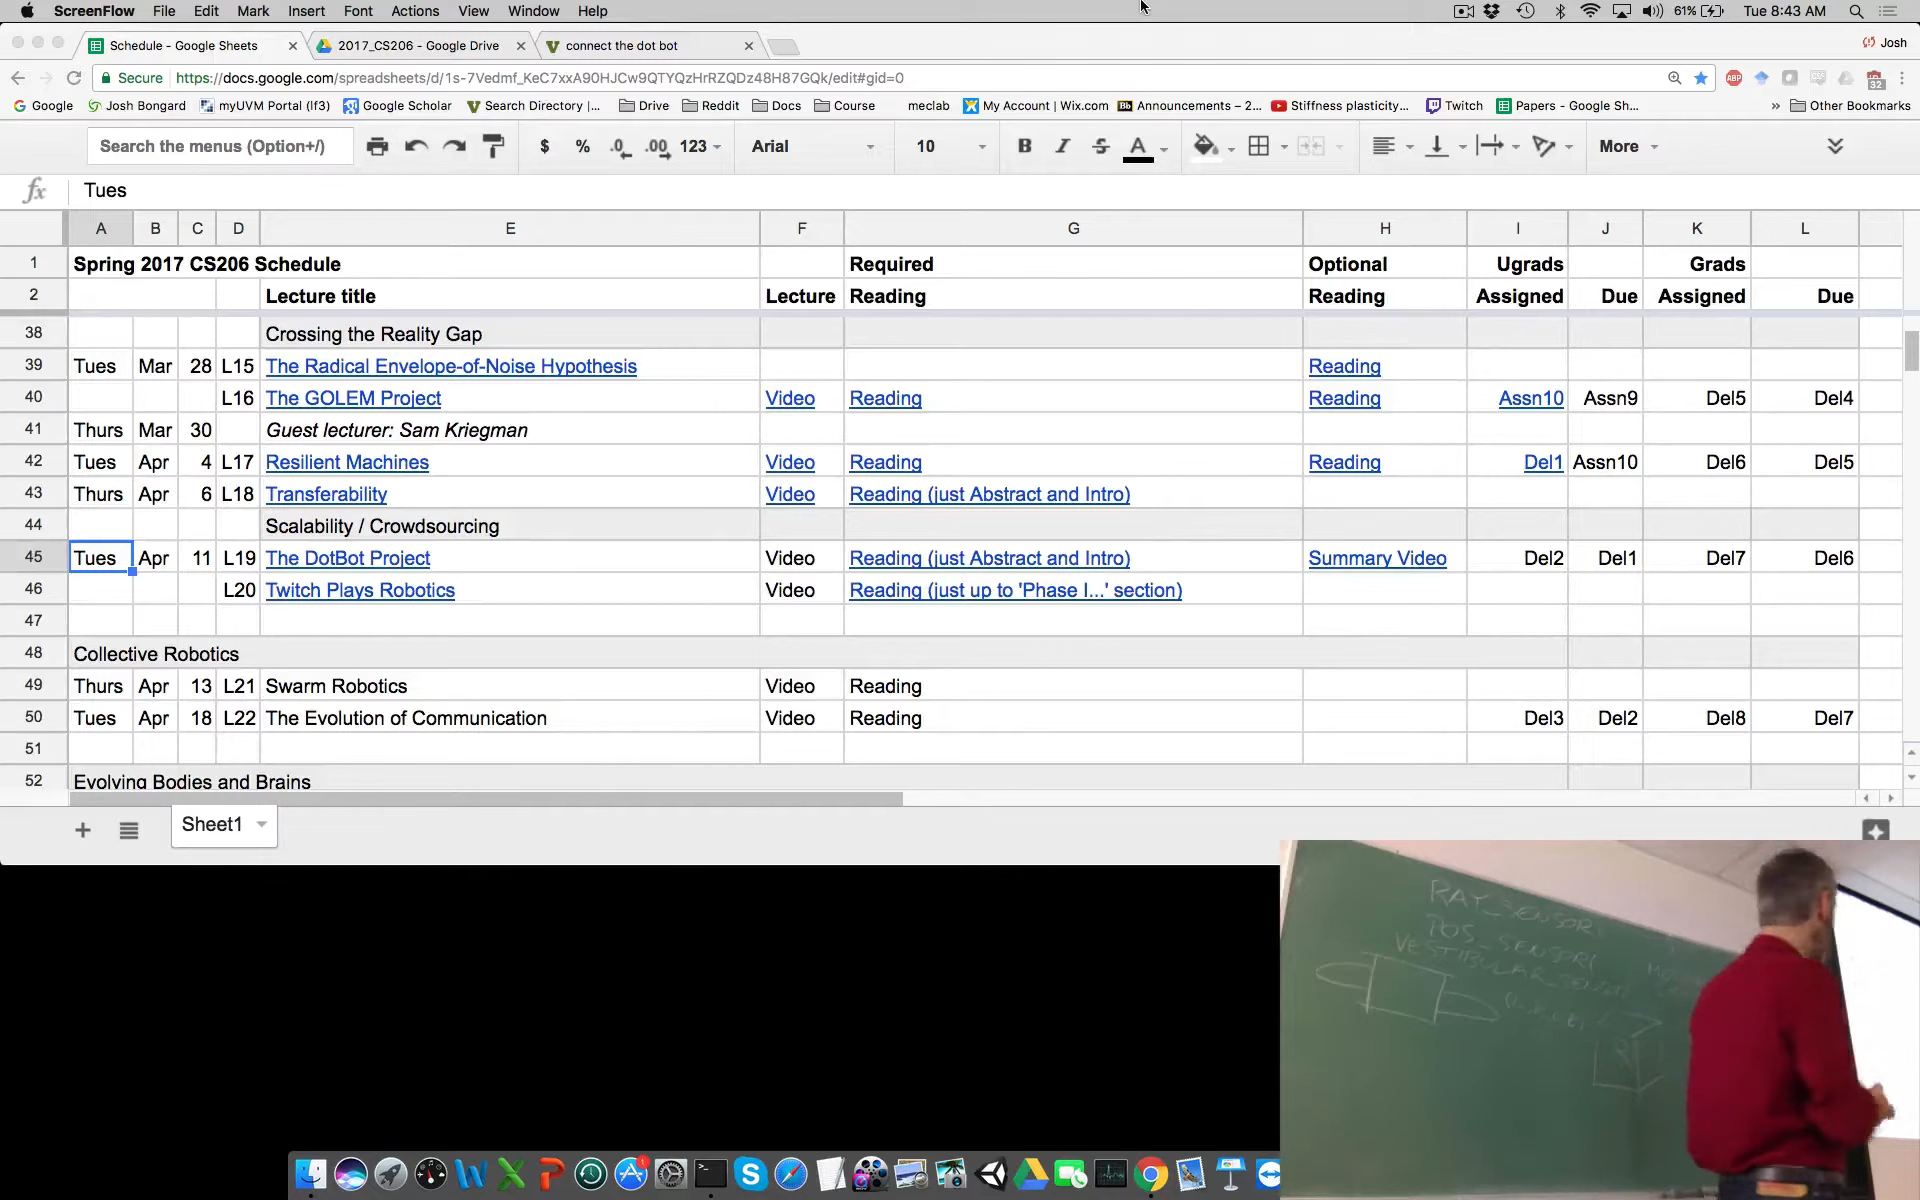 ScreenFlow File Edit Mark Insert Font Actions View Window Help 61% Tue 8:43 AM
Schedule - Google Sheets 2017_CS206 - Google Drive connect the dot bot Josh
Secure https://docs.google.com/spreadsheets/d/1s-7Vedmf_KeC7xxA90HJCw9QTYQzHrRZQDz48H87GQk/edit#gid=0
Google Josh Bongard myUVM Portal (lf3) Google Scholar Search Directory |... Drive Reddit Docs Course meclab My Account | Wix.com Announcements – 2... Stiffness plasticity... Twitch Papers - Google Sh... » Other Bookmarks
Search the menus (Option+/) $ % .0 .00 123 Arial 10 B I S A More
fx Tues
A B C D E F G H I J K L
1 Spring 2017 CS206 Schedule Required Optional Ugrads Grads
2 Lecture title Lecture Reading Reading Assigned Due Assigned Due
38 Crossing the Reality Gap
39 Tues Mar 28 L15 The Radical Envelope-of-Noise Hypothesis Reading
40 L16 The GOLEM Project Video Reading Reading Assn10 Assn9 Del5 Del4
41 Thurs Mar 30 Guest lecturer: Sam Kriegman
42 Tues Apr 4 L17 Resilient Machines Video Reading Reading Del1 Assn10 Del6 Del5
43 Thurs Apr 6 L18 Transferability Video Reading (just Abstract and Intro)
44 Scalability / Crowdsourcing
45 Tues Apr 11 L19 The DotBot Project Video Reading (just Abstract and Intro) Summary Video Del2 Del1 Del7 Del6
46 L20 Twitch Plays Robotics Video Reading (just up to 'Phase I...' section)
47
48 Collective Robotics
49 Thurs Apr 13 L21 Swarm Robotics Video Reading
50 Tues Apr 18 L22 The Evolution of Communication Video Reading Del3 Del2 Del8 Del7
51
52 Evolving Bodies and Brains
+ Sheet1
RAY_SENSOR(
POS_SENSOR(
VESTIBULAR_SENSOR